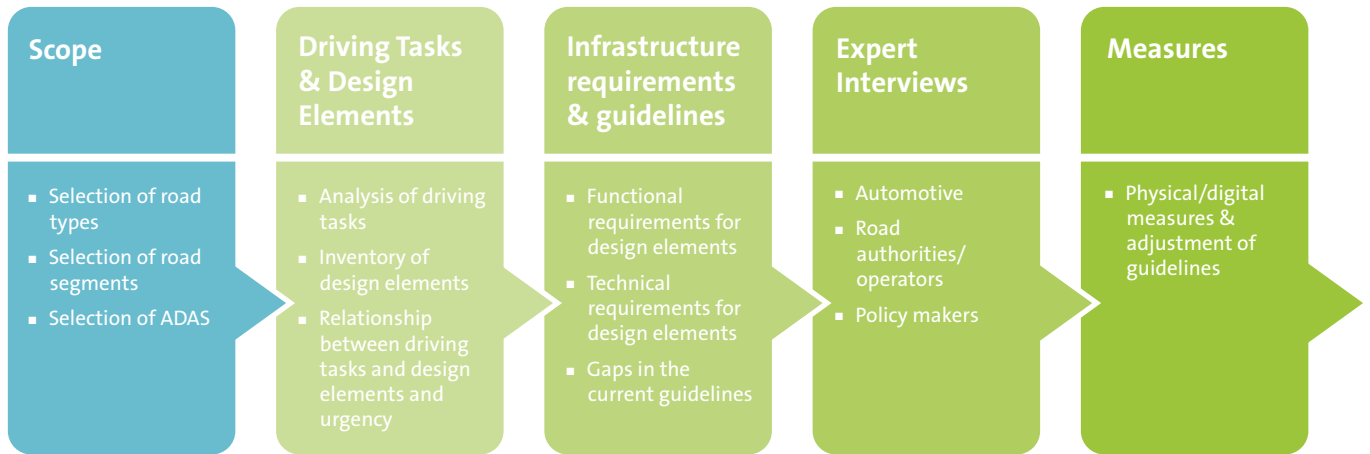 Scope
▪ Selection of road
types
▪ Selection of road
segments
▪ Selection of ADAS
Driving Tasks
& Design
Elements
▪ Analysis of driving
tasks
▪ Inventory of
design elements
▪ Relationship
between driving
tasks and design
elements and
urgency
Infrastructure
requirements
& guidelines
▪ Functional
requirements for
design elements
▪ Technical
requirements for
design elements
▪ Gaps in the
current guidelines
Expert
Interviews
▪ Automotive
▪ Road
authorities/
operators
▪ Policy makers
Measures
▪ Physical/digital
measures &
adjustment of
guidelines